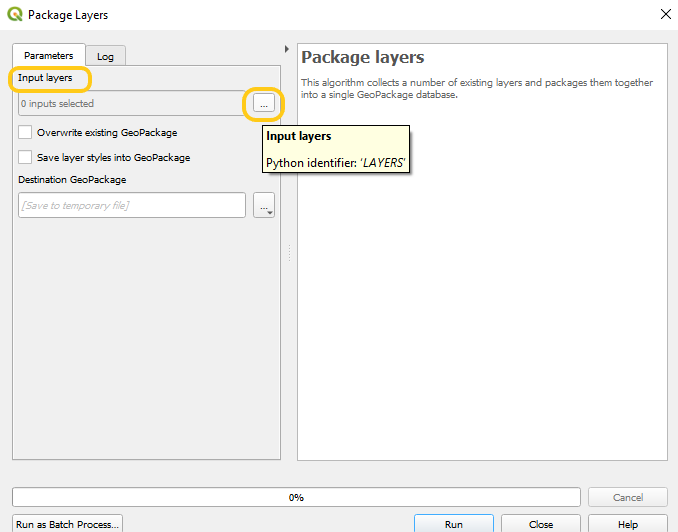 Package Layers
Parameters
Log
Input layers
0 inputs selected
...
Input layers
Python identifier: 'LAYERS'
Overwrite existing GeoPackage
Save layer styles into GeoPackage
Destination GeoPackage
[Save to temporary file]
...
Package layers
This algorithm collects a number of existing layers and packages them together
into a single GeoPackage database.
0%
Cancel
Run as Batch Process...
Run
Close
Help